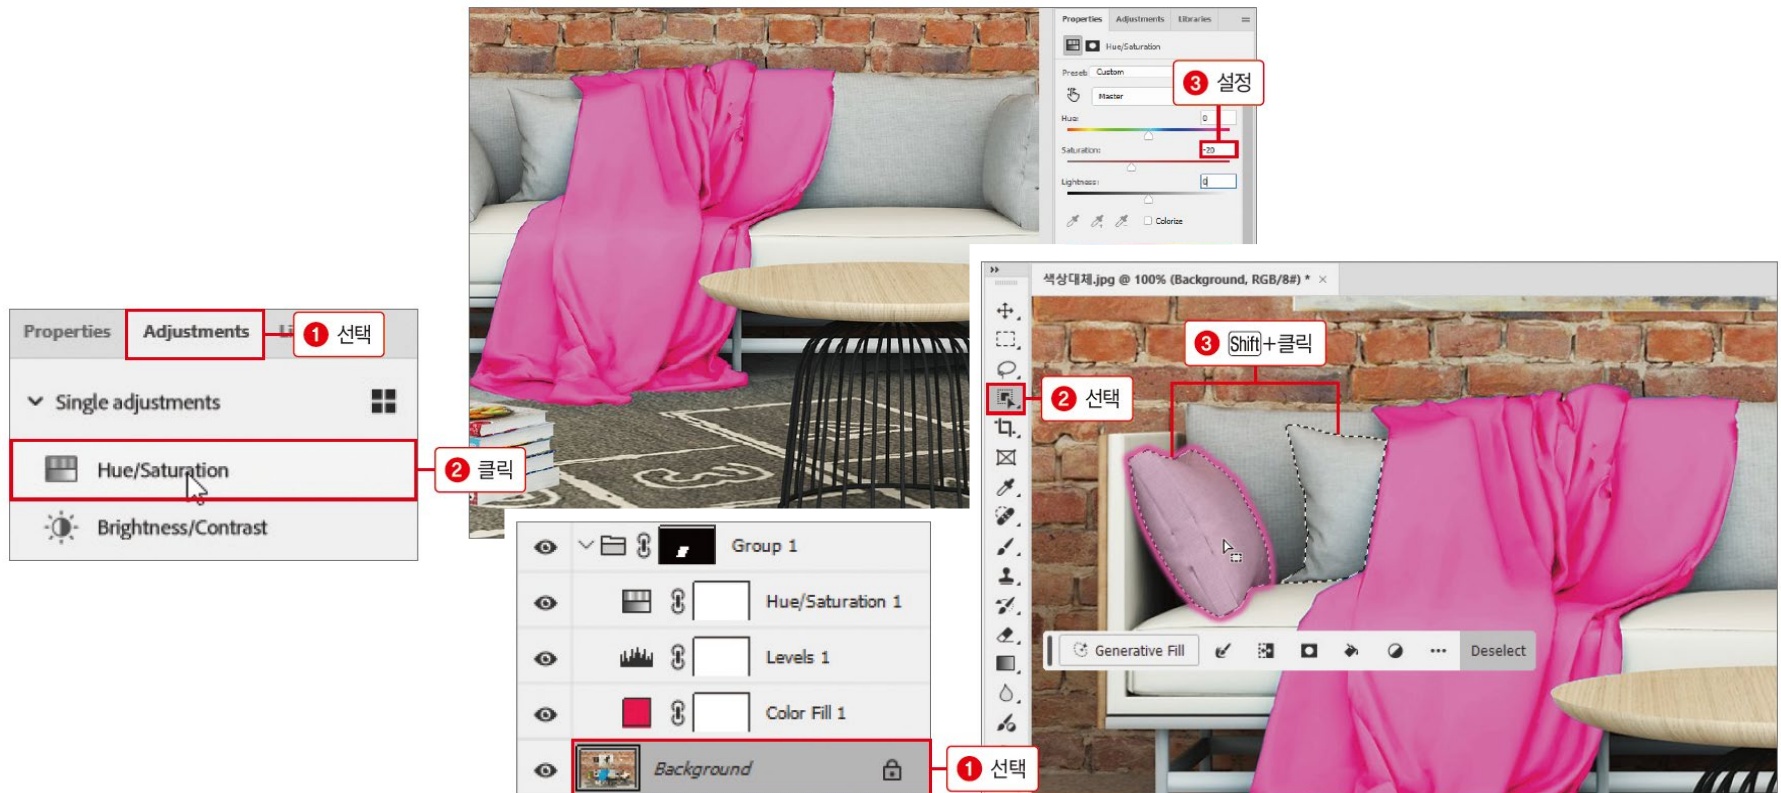 Properties Adjustments Li
1 선택
Single adjustments
Hue/Saturation
2 클릭
Brightness/Contrast
Properties Adjustments Libraries
Hue/Saturation
Preset: Custom
3 설정
Master
Hue: 0
Saturation: -20
Lightness: 0
Colorize
Group 1
Hue/Saturation 1
Levels 1
Color Fill 1
Background
1 선택
색상대체.jpg @ 100% (Background, RGB/8#) * ×
3 Shift+클릭
2 선택
Generative Fill
Deselect